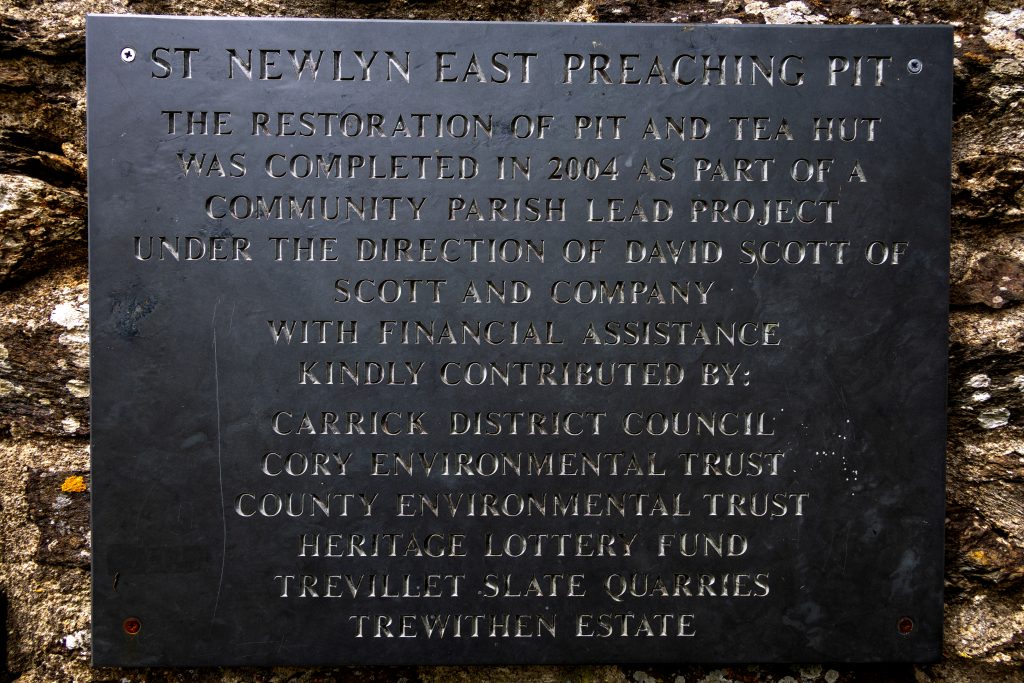 ST NEWLYN EAST PREACHING PIT
THE RESTORATION OF PIT AND TEA HUT
WAS COMPLETED IN 2004 AS PART OF A
COMMUNITY PARISH LEAD PROJECT
UNDER THE DIRECTION OF DAVID SCOTT OF
SCOTT AND COMPANY
WITH FINANCIAL ASSISTANCE
KINDLY CONTRIBUTED BY:
CARRICK DISTRICT COUNCIL
CORY ENVIRONMENTAL TRUST
COUNTY ENVIRONMENTAL TRUST
HERITAGE LOTTERY FUND
TREVILLET SLATE QUARRIES
TREWITHEN ESTATE